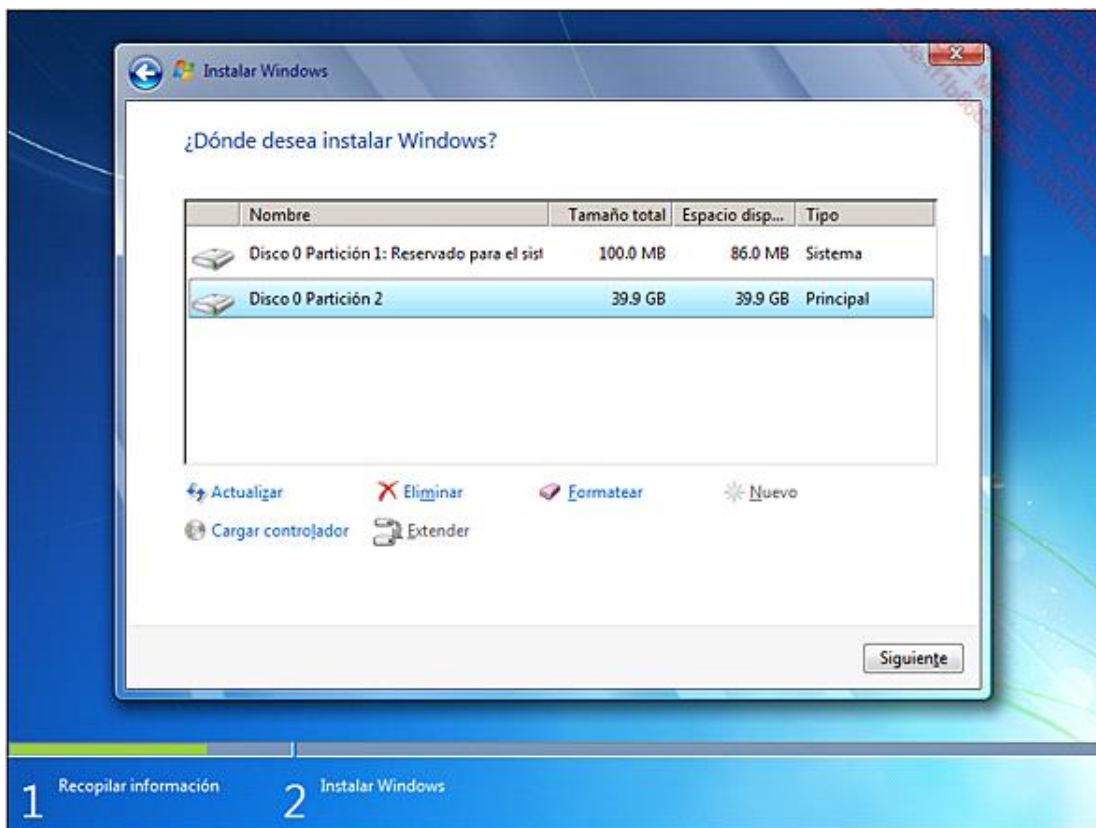 Instalar Windows
¿Dónde desea instalar Windows?
Nombre Tamaño total Espacio disp... Tipo
Disco 0 Partición 1: Reservado para el sist 100.0 MB 86.0 MB Sistema
Disco 0 Partición 2 39.9 GB 39.9 GB Principal
Actualizar Eliminar Formatear Nuevo
Cargar controlador Extender
Siguiente
1 Recopilar información 2 Instalar Windows